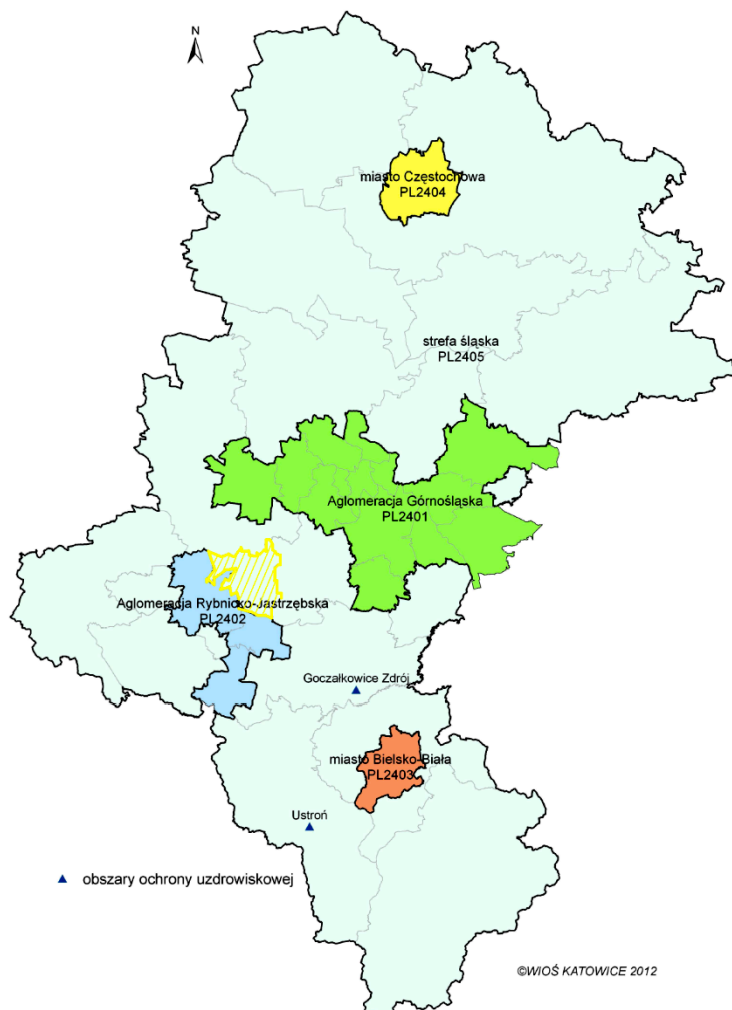 N
miasto Częstochowa
PL2404
strefa śląska
PL2405
Aglomeracja Górnośląska
PL2401
Aglomeracja Rybnicko-Jastrzębska
PL2402
Goczałkowice Zdrój
miasto Bielsko-Biała
PL2403
Ustroń
obszary ochrony uzdrowiskowej
©WIOŚ KATOWICE 2012